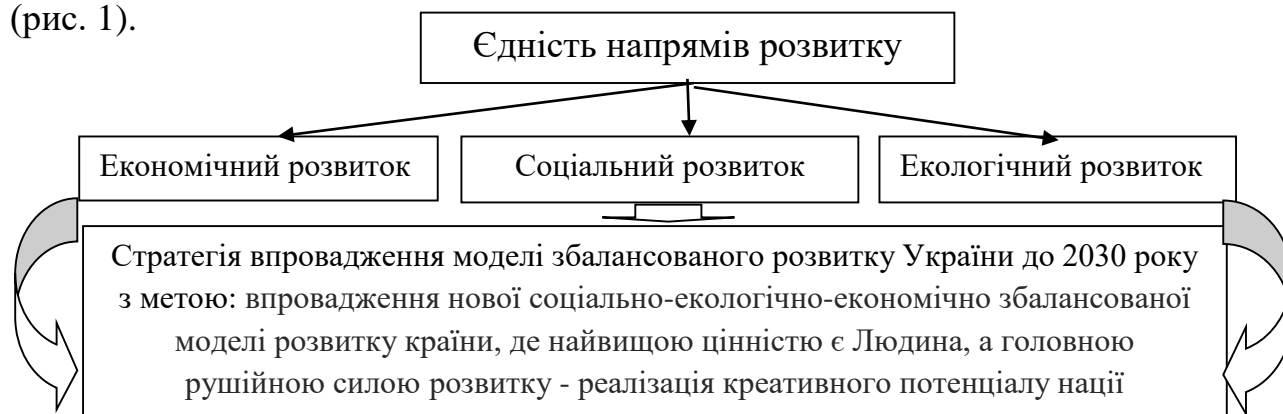 (рис. 1).
Єдність напрямів розвитку
Економічний розвиток
Соціальний розвиток
Екологічний розвиток
Стратегія впровадження моделі збалансованого розвитку України до 2030 року
з метою: впровадження нової соціально-екологічно-економічно збалансованої
моделі розвитку країни, де найвищою цінністю є Людина, а головною
рушійною силою розвитку - реалізація креативного потенціалу нації